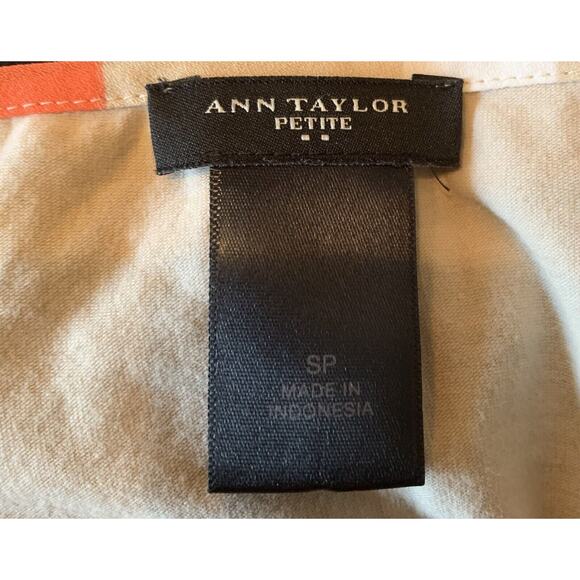 ANN TAYLOR
PETITE
SP
MADE IN
INDONESIA